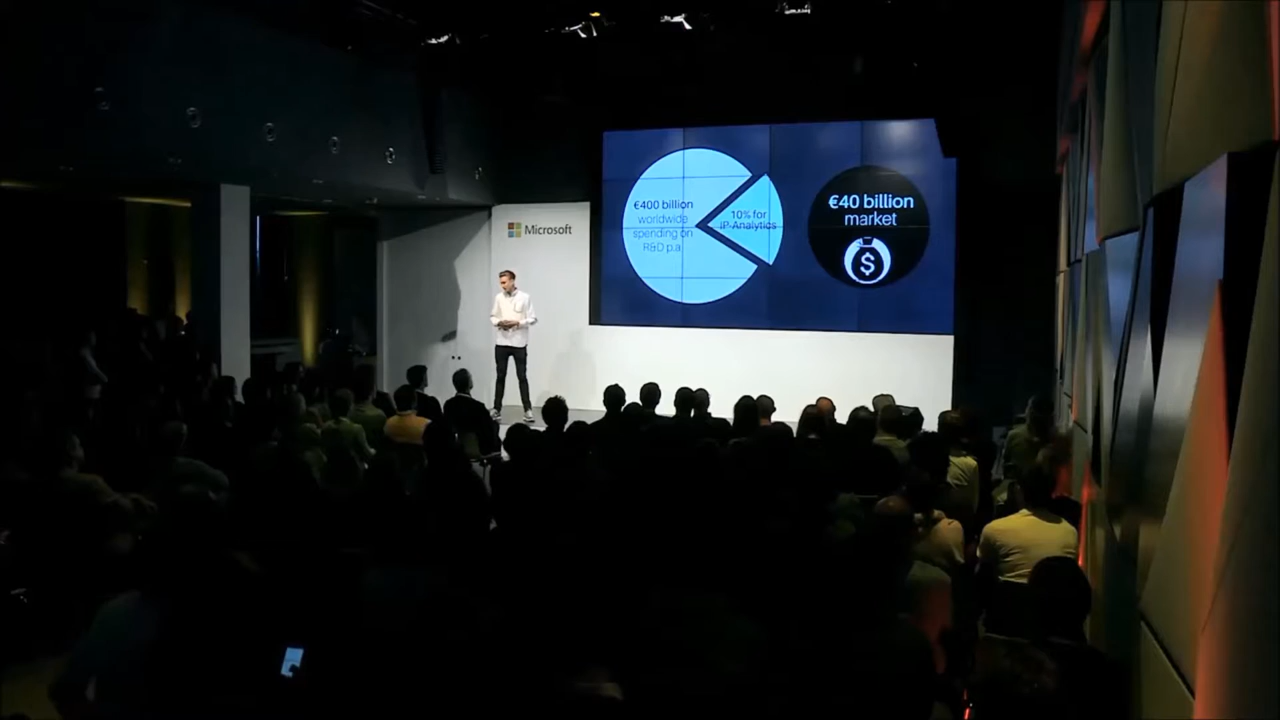 Microsoft
€400 billion
worldwide
spending on
R&D p.a
10% for
IP-Analytics
€40 billion
market
$